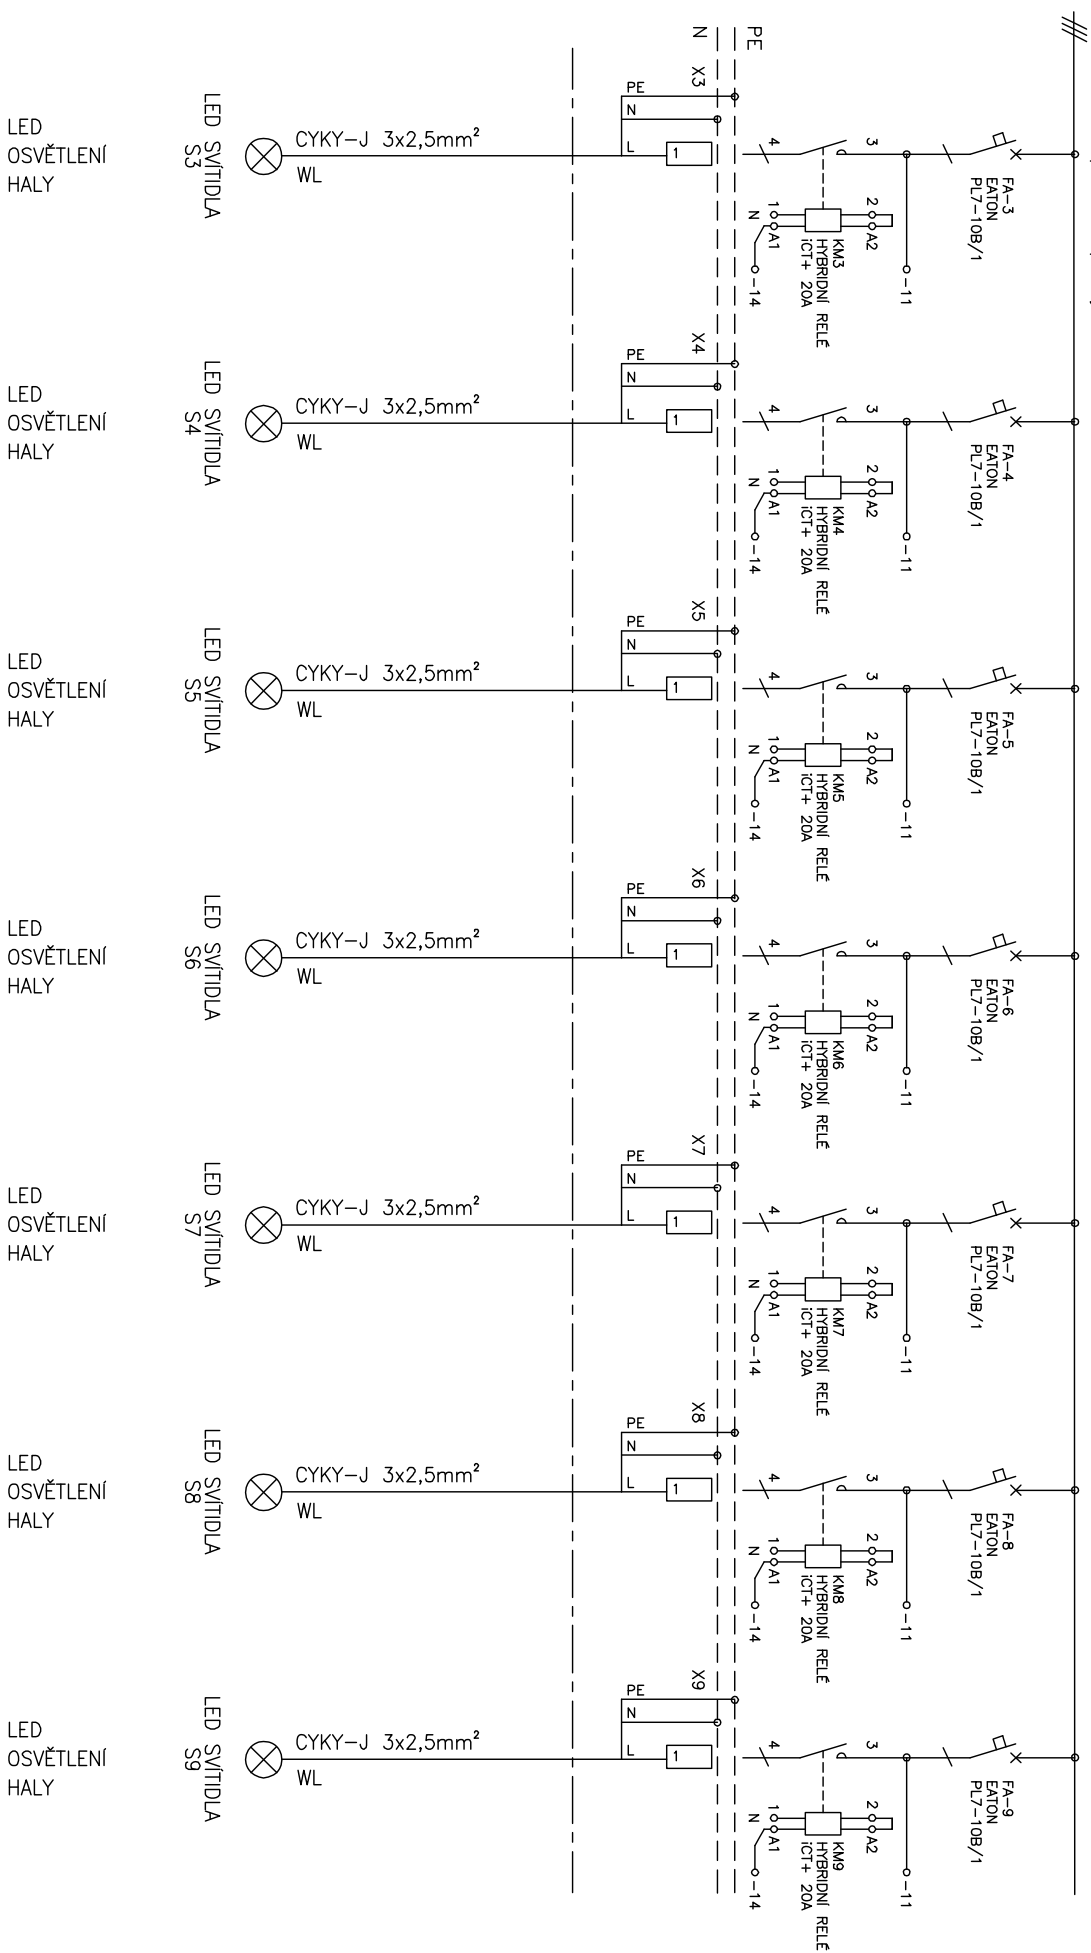 N
PE
X3
PE
N
L
1
4
3
FA-3
EATON
PL7-10B/1
2
A2
1
A1
N
KM3
HYBRIDNÍ RELÉ
iCT+ 20A
-14
-11
CYKY-J 3x2,5mm²
WL
LED SVÍTIDLA
S3
LED
OSVĚTLENÍ
HALY
X4
PE
N
L
1
4
3
FA-4
EATON
PL7-10B/1
2
A2
1
A1
N
KM4
HYBRIDNÍ RELÉ
iCT+ 20A
-14
-11
CYKY-J 3x2,5mm²
WL
LED SVÍTIDLA
S4
LED
OSVĚTLENÍ
HALY
X5
PE
N
L
1
4
3
FA-5
EATON
PL7-10B/1
2
A2
1
A1
N
KM5
HYBRIDNÍ RELÉ
iCT+ 20A
-14
-11
CYKY-J 3x2,5mm²
WL
LED SVÍTIDLA
S5
LED
OSVĚTLENÍ
HALY
X6
PE
N
L
1
4
3
FA-6
EATON
PL7-10B/1
2
A2
1
A1
N
KM6
HYBRIDNÍ RELÉ
iCT+ 20A
-14
-11
CYKY-J 3x2,5mm²
WL
LED SVÍTIDLA
S6
LED
OSVĚTLENÍ
HALY
X7
PE
N
L
1
4
3
FA-7
EATON
PL7-10B/1
2
A2
1
A1
N
KM7
HYBRIDNÍ RELÉ
iCT+ 20A
-14
-11
CYKY-J 3x2,5mm²
WL
LED SVÍTIDLA
S7
LED
OSVĚTLENÍ
HALY
X8
PE
N
L
1
4
3
FA-8
EATON
PL7-10B/1
2
A2
1
A1
N
KM8
HYBRIDNÍ RELÉ
iCT+ 20A
-14
-11
CYKY-J 3x2,5mm²
WL
LED SVÍTIDLA
S8
LED
OSVĚTLENÍ
HALY
X9
PE
N
L
1
4
3
FA-9
EATON
PL7-10B/1
2
A2
1
A1
N
KM9
HYBRIDNÍ RELÉ
iCT+ 20A
-14
-11
CYKY-J 3x2,5mm²
WL
LED SVÍTIDLA
S9
LED
OSVĚTLENÍ
HALY